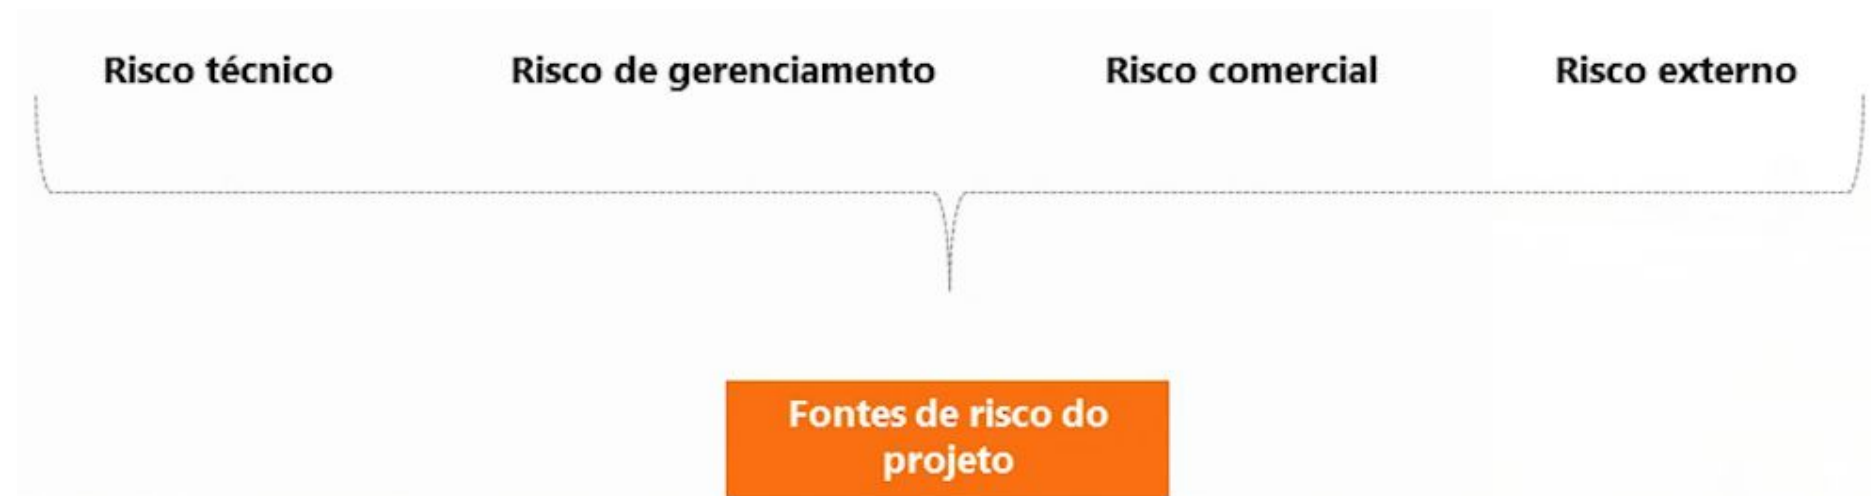 Risco técnico
Risco de gerenciamento
Risco comercial
Risco externo
Fontes de risco do
projeto